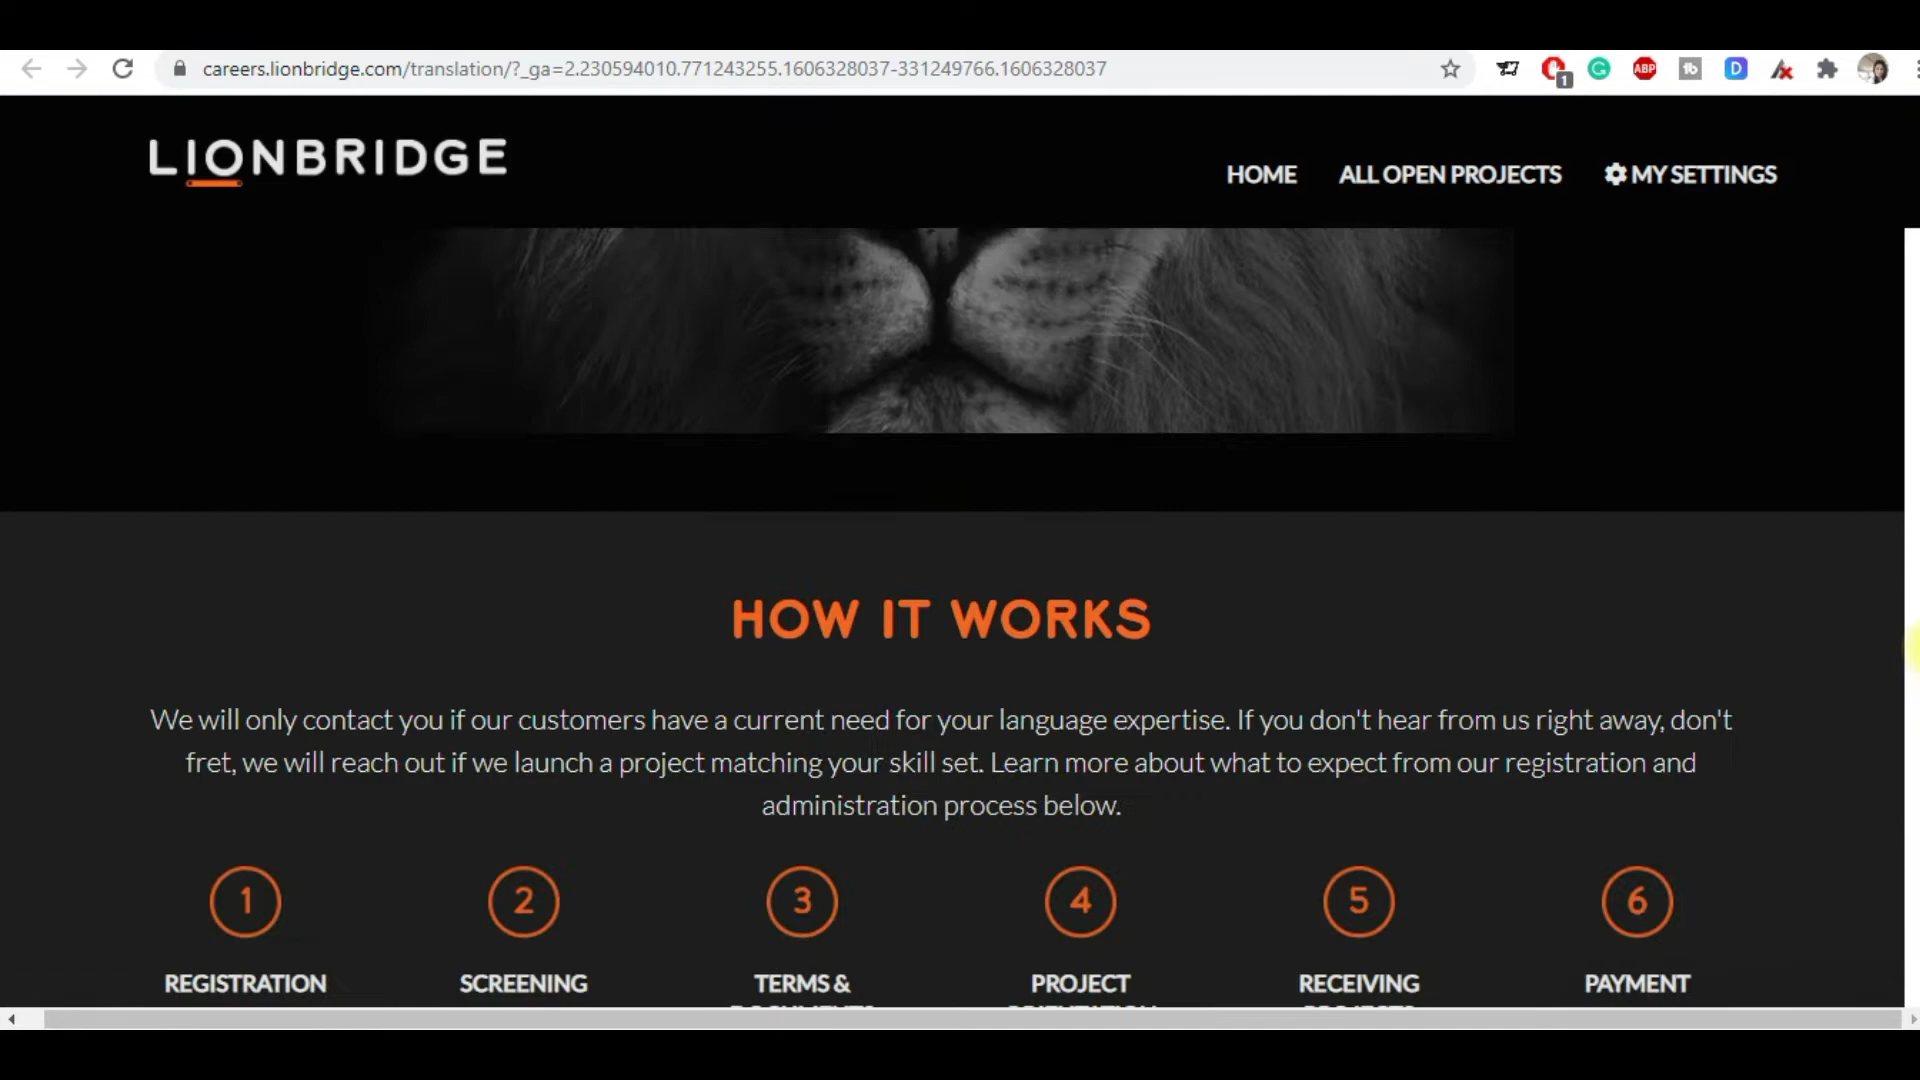 careers.lionbridge.com/translation/?_ga=2.230594010.771243255.1606328037-331249766.1606328037
1
ABP
tb
D
LIONBRIDGE
HOME
ALL OPEN PROJECTS
MY SETTINGS
HOW IT WORKS
We will only contact you if our customers have a current need for your language expertise. If you don't hear from us right away, don't
fret, we will reach out if we launch a project matching your skill set. Learn more about what to expect from our registration and
administration process below.
1
2
3
4
5
6
REGISTRATION
SCREENING
TERMS &
PROJECT
RECEIVING
PAYMENT